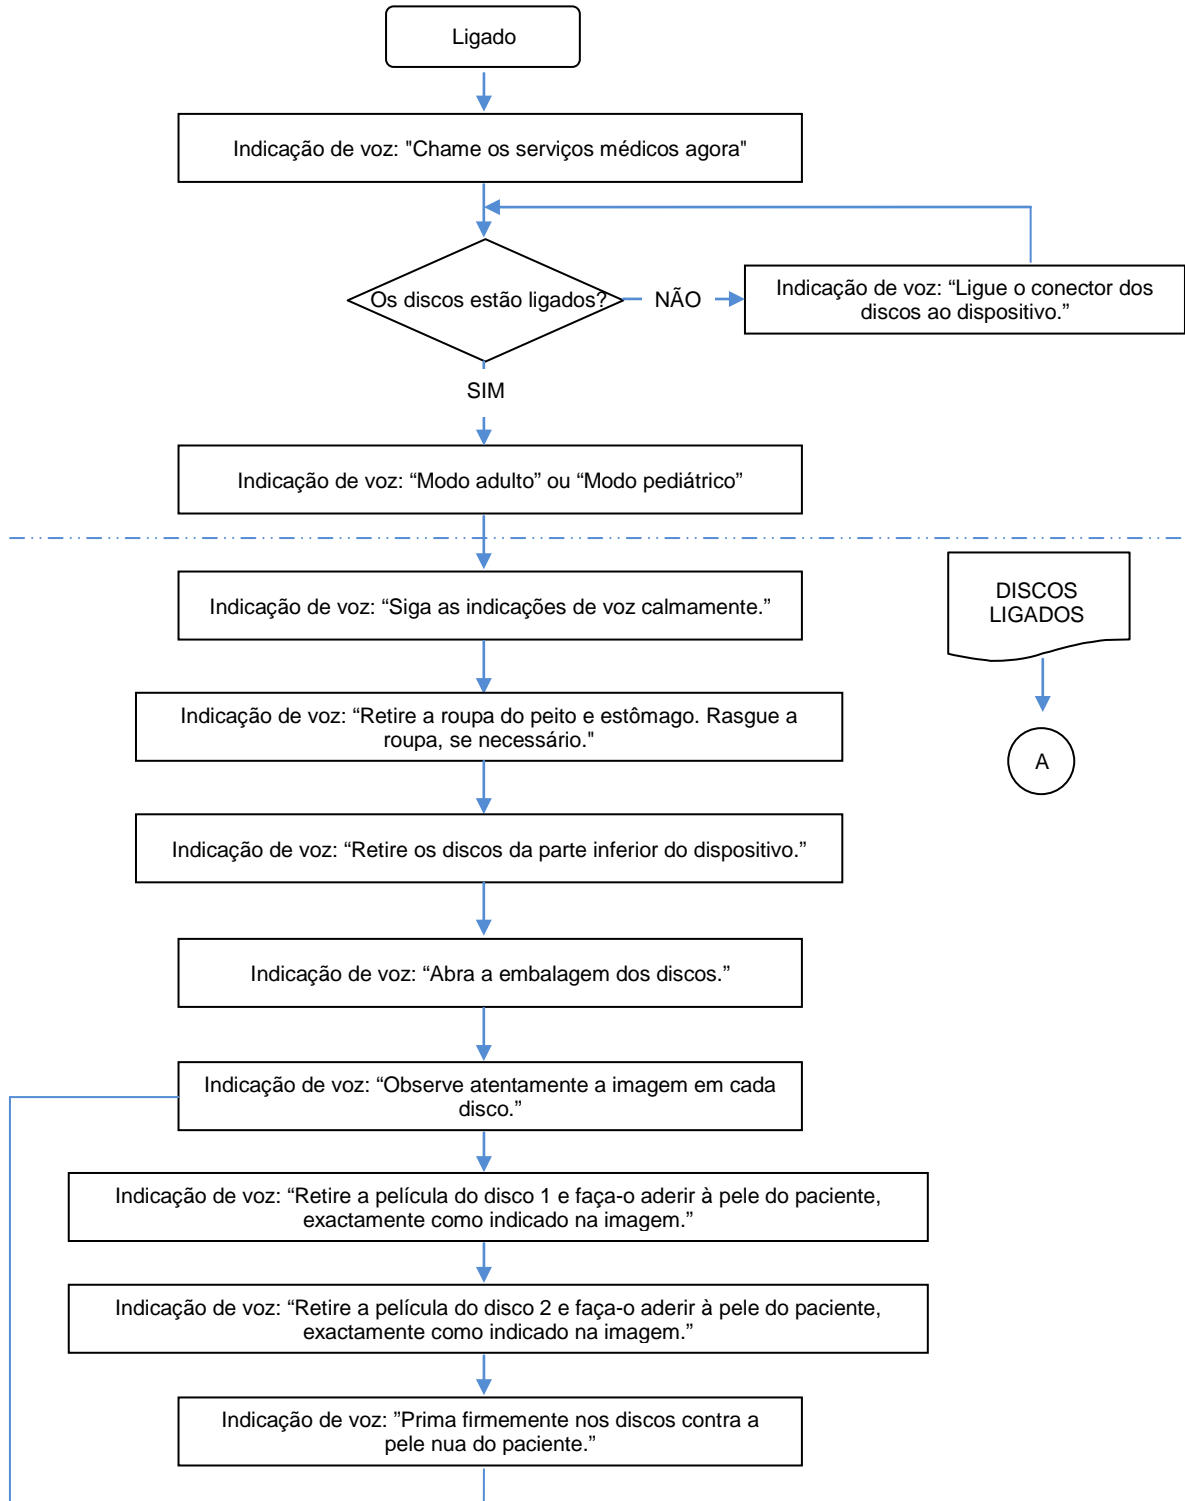 Ligado
Indicação de voz: "Chame os serviços médicos agora"
Os discos estão ligados?
NÃO
Indicação de voz: “Ligue o conector dos
discos ao dispositivo.”
SIM
Indicação de voz: “Modo adulto” ou “Modo pediátrico”
Indicação de voz: “Siga as indicações de voz calmamente.”
DISCOS
LIGADOS
Indicação de voz: “Retire a roupa do peito e estômago. Rasgue a
roupa, se necessário."
A
Indicação de voz: “Retire os discos da parte inferior do dispositivo.”
Indicação de voz: “Abra a embalagem dos discos.”
Indicação de voz: “Observe atentamente a imagem em cada
disco.”
Indicação de voz: “Retire a película do disco 1 e faça-o aderir à pele do paciente,
exactamente como indicado na imagem.”
Indicação de voz: “Retire a película do disco 2 e faça-o aderir à pele do paciente,
exactamente como indicado na imagem.”
Indicação de voz: ”Prima firmemente nos discos contra a
pele nua do paciente.”